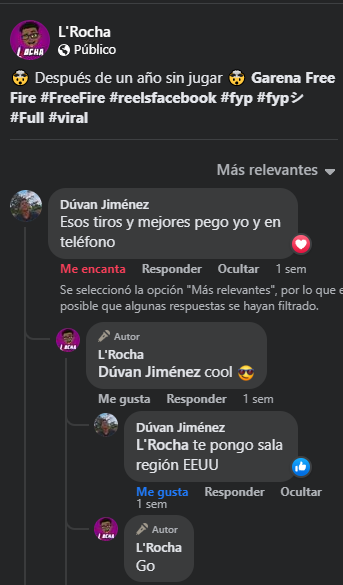 L'Rocha
Público
😨 Después de un año sin jugar 😨 Garena Free
Fire #FreeFire #reelsfacebook #fyp #fypシ
#Full #viral
Más relevantes
Dúvan Jiménez
Esos tiros y mejores pego yo y en
teléfono
Me encanta Responder Ocultar 1 sem
Se seleccionó la opción "Más relevantes", por lo que e
posible que algunas respuestas se hayan filtrado.
Autor
L'Rocha
Dúvan Jiménez cool 😎
Me gusta Responder 1 sem
Dúvan Jiménez
L'Rocha te pongo sala
región EEUU
Me gusta Responder Ocultar
1 sem
Autor
L'Rocha
Go